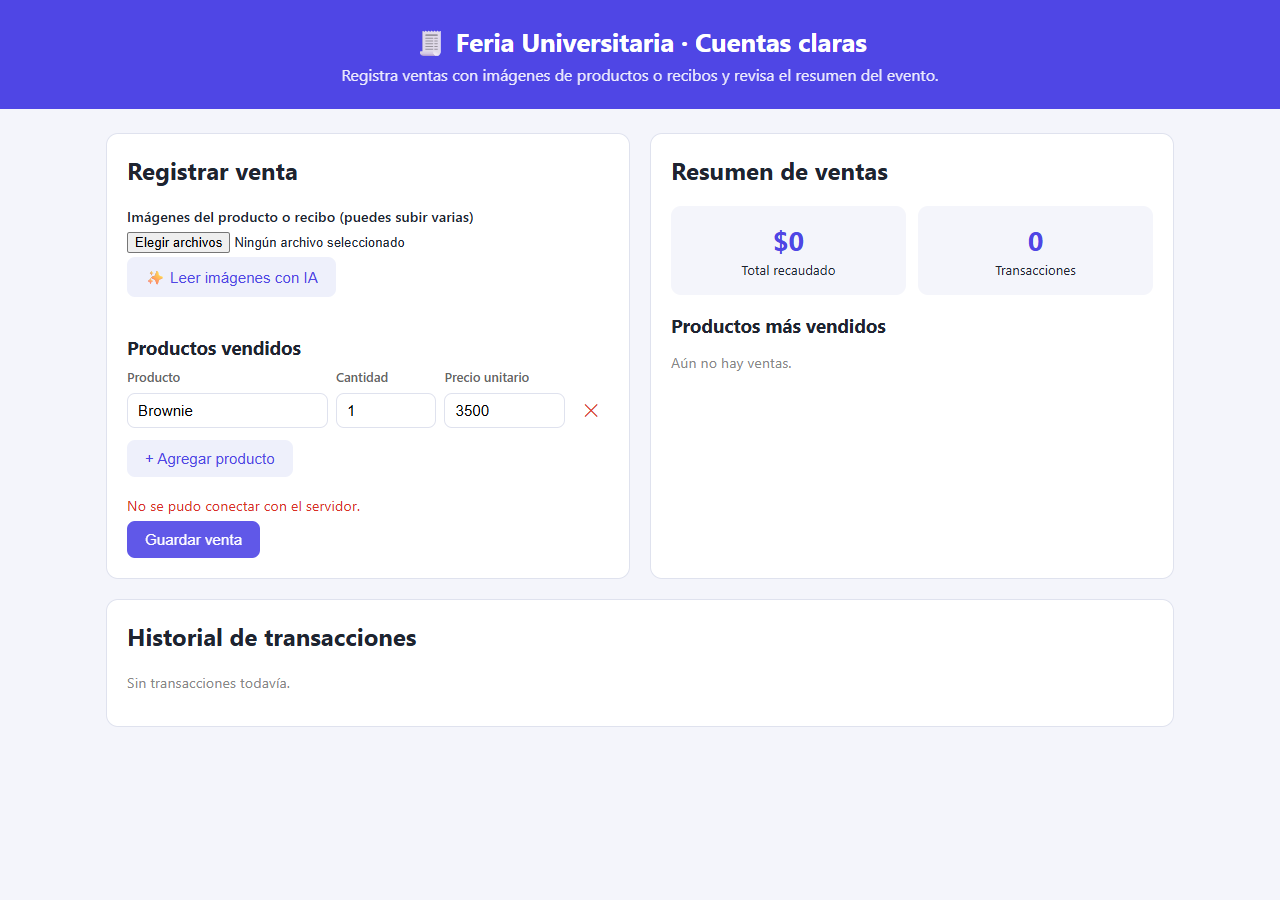 Feria Universitaria · Cuentas claras
Registra ventas con imágenes de productos o recibos y revisa el resumen del evento.
Registrar venta
Imágenes del producto o recibo (puedes subir varias)
Elegir archivos Ningún archivo seleccionado
✨ Leer imágenes con IA
Productos vendidos
Producto Cantidad Precio unitario
Brownie 1 3500
+ Agregar producto
No se pudo conectar con el servidor.
Guardar venta
Resumen de ventas
$0 0
Total recaudado Transacciones
Productos más vendidos
Aún no hay ventas.
Historial de transacciones
Sin transacciones todavía.